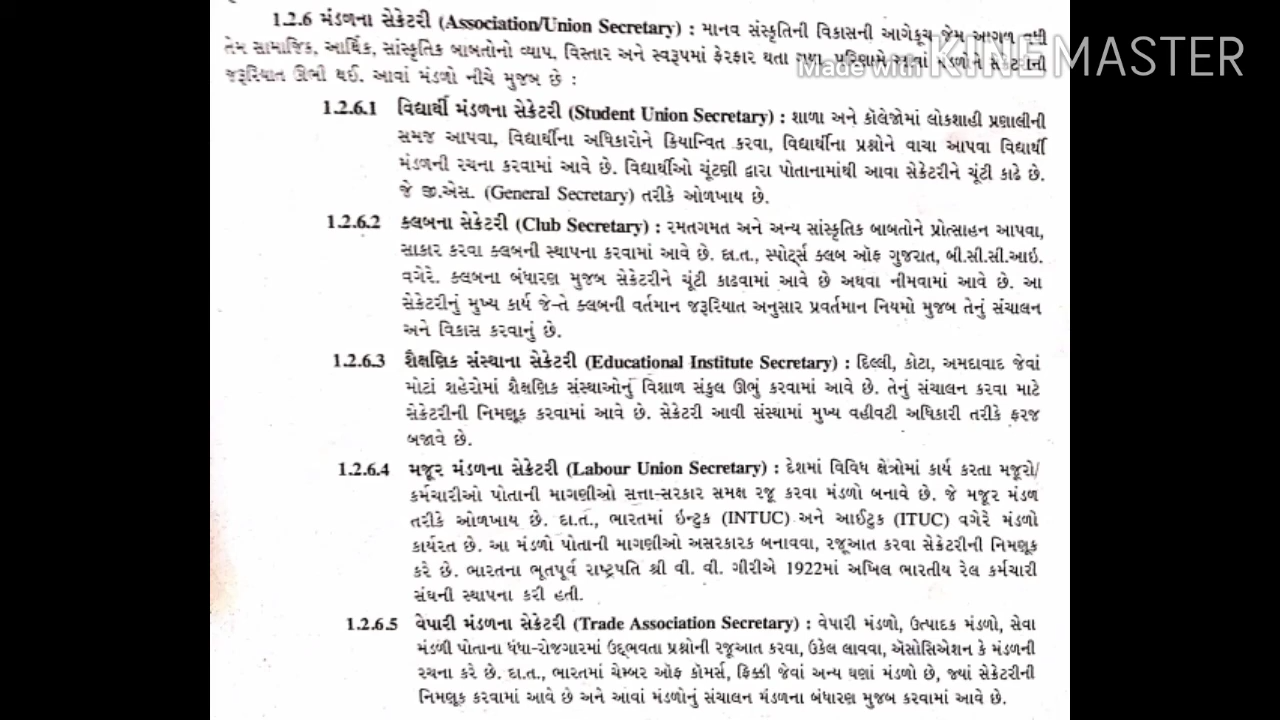 1.2.6 મંડળના સેક્રેટરી (Association/Union Secretary) : માનવ સંસ્કૃતિની વિકાસની આગેકૂચ જેમ આગળ વધી
તેમ સામાજિક, આર્થિક, સાંસ્કૃતિક બાબતોનો વ્યાપ, વિસ્તાર અને સ્વરૂપમાં ફેરફાર થતા ગયા. પરિણામે
જરૂરિયાત ઊભી થઈ. આવાં મંડળો નીચે મુજબ છે :
Made with KINEMASTER
1.2.6.1 વિદ્યાર્થી મંડળના સેક્રેટરી (Student Union Secretary) : શાળા અને કૉલેજોમાં લોકશાહી પ્રણાલીની
સમજ આપવા, વિદ્યાર્થીના અધિકારોને ક્રિયાન્વિત કરવા, વિદ્યાર્થીના પ્રશ્નોને વાચા આપવા વિદ્યાર્થી
મંડળની રચના કરવામાં આવે છે. વિદ્યાર્થીઓ ચૂંટણી દ્વારા પોતાનામાંથી આવા સેક્રેટરીને ચૂંટી કાઢે છે.
જે જી.એસ. (General Secretary) તરીકે ઓળખાય છે.
1.2.6.2 ક્લબના સેક્રેટરી (Club Secretary) : રમતગમત અને અન્ય સાંસ્કૃતિક બાબતોને પ્રોત્સાહન આપવા,
સાકાર કરવા ક્લબની સ્થાપના કરવામાં આવે છે. દા.ત., સ્પોર્ટ્સ ક્લબ ઑફ ગુજરાત, બી.સી.સી.આઇ.
વગેરે. ક્લબના બંધારણ મુજબ સેક્રેટરીને ચૂંટી કાઢવામાં આવે છે અથવા નીમવામાં આવે છે. આ
સેક્રેટરીનું મુખ્ય કાર્ય જે-તે ક્લબની વર્તમાન જરૂરિયાત અનુસાર પ્રવર્તમાન નિયમો મુજબ તેનું સંચાલન
અને વિકાસ કરવાનું છે.
1.2.6.3 શૈક્ષણિક સંસ્થાના સેક્રેટરી (Educational Institute Secretary) : દિલ્લી, કોટા, અમદાવાદ જેવાં
મોટાં શહેરોમાં શૈક્ષણિક સંસ્થાઓનું વિશાળ સંકુલ ઊભું કરવામાં આવે છે. તેનું સંચાલન કરવા માટે
સેક્રેટરીની નિમણૂક કરવામાં આવે છે. સેક્રેટરી આવી સંસ્થામાં મુખ્ય વહીવટી અધિકારી તરીકે ફરજ
બજાવે છે.
1.2.6.4 મજૂર મંડળના સેક્રેટરી (Labour Union Secretary) : દેશમાં વિવિધ ક્ષેત્રોમાં કાર્ય કરતા મજૂરો/
કર્મચારીઓ પોતાની માગણીઓ સત્તા-સરકાર સમક્ષ રજૂ કરવા મંડળો બનાવે છે. જે મજૂર મંડળ
તરીકે ઓળખાય છે. દા.ત., ભારતમાં ઇન્ટુક (INTUC) અને આઈટુક (ITUC) વગેરે મંડળો
કાર્યરત છે. આ મંડળો પોતાની માગણીઓ અસરકારક બનાવવા, રજૂઆત કરવા સેક્રેટરીની નિમણૂક
કરે છે. ભારતના ભૂતપૂર્વ રાષ્ટ્રપતિ શ્રી વી. વી. ગીરીએ 1922માં અખિલ ભારતીય રેલ કર્મચારી
સંઘની સ્થાપના કરી હતી.
1.2.6.5 વેપારી મંડળના સેક્રેટરી (Trade Association Secretary) : વેપારી મંડળો, ઉત્પાદક મંડળો, સેવા
મંડળી પોતાના ધંધા-રોજગારમાં ઉદ્‌ભવતા પ્રશ્નોની રજૂઆત કરવા, ઉકેલ લાવવા, ઍસોસિએશન કે મંડળની
રચના કરે છે. દા.ત., ભારતમાં ચેમ્બર ઑફ કૉમર્સ, ફિક્કી જેવાં અન્ય ઘણાં મંડળો છે, જ્યાં સેક્રેટરીની
નિમણૂક કરવામાં આવે છે અને આવાં મંડળોનું સંચાલન મંડળના બંધારણ મુજબ કરવામાં આવે છે.